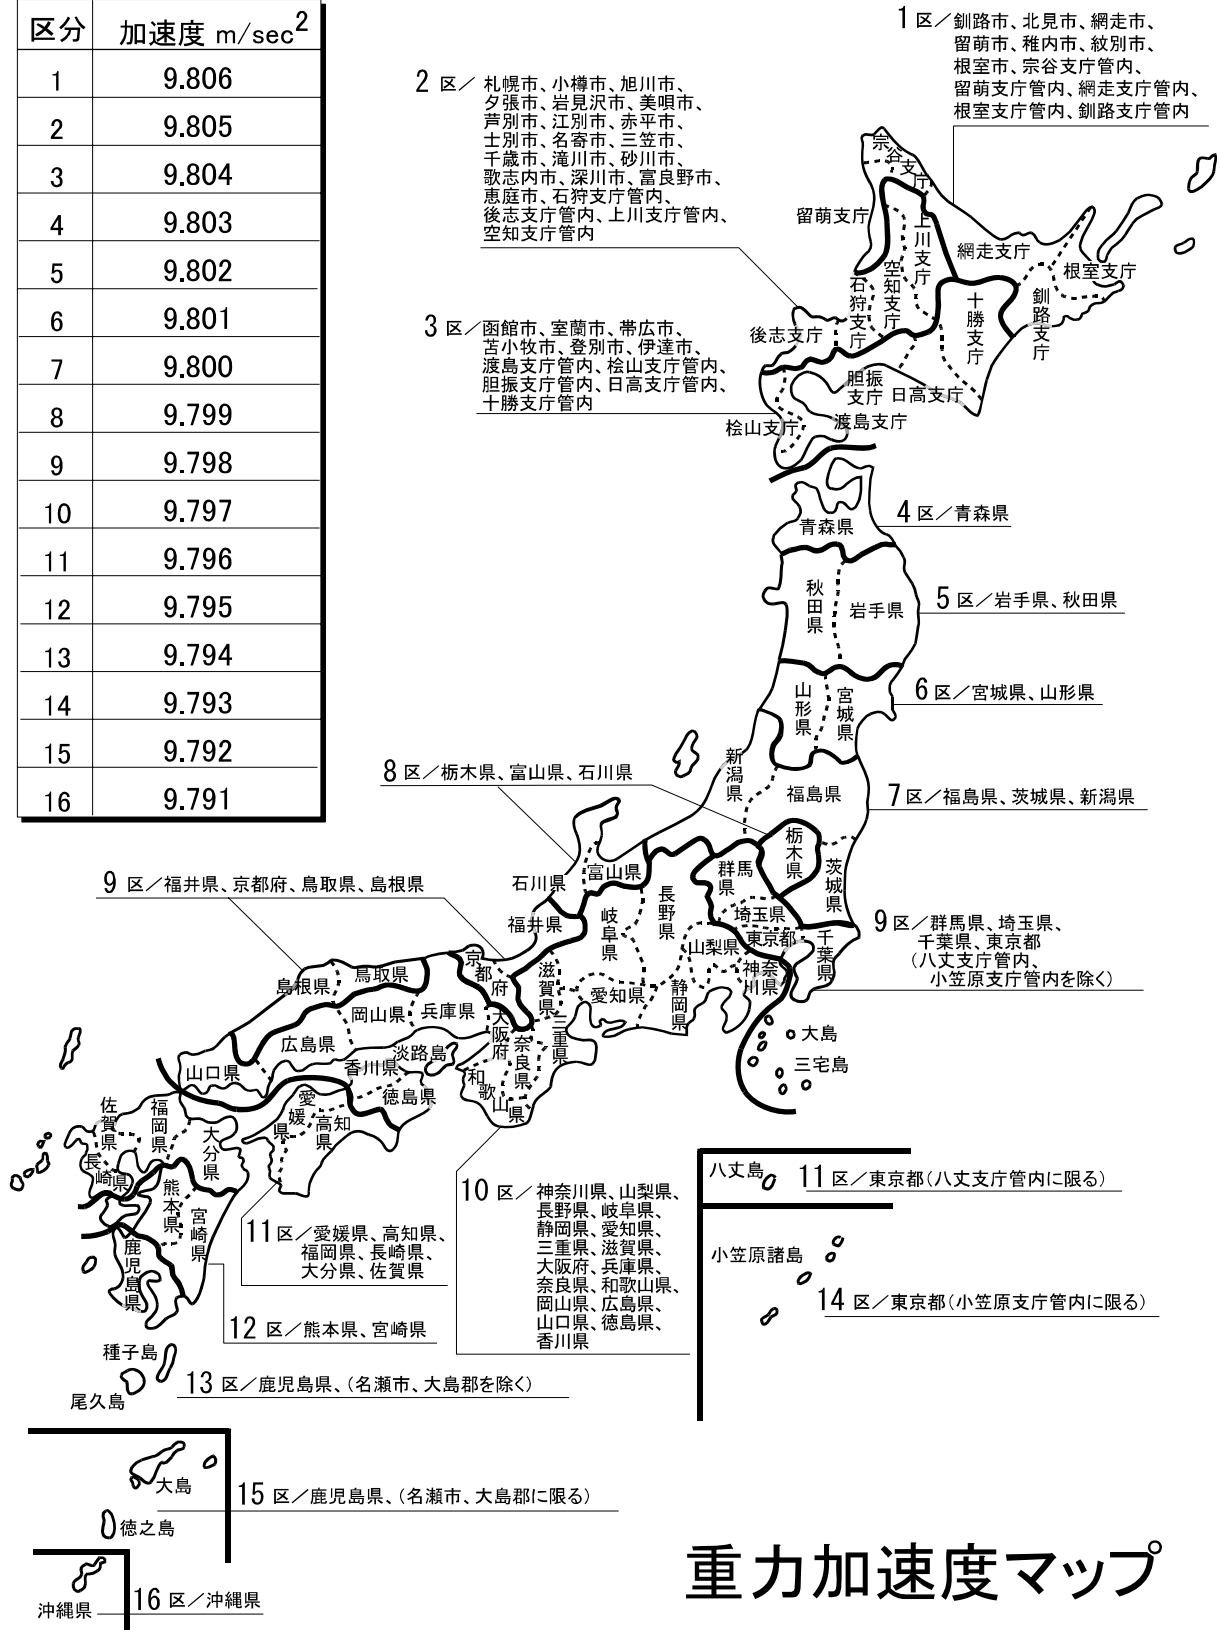 区分 加速度 m/sec2
1 9.806
2 9.805
3 9.804
4 9.803
5 9.802
6 9.801
7 9.800
8 9.799
9 9.798
10 9.797
11 9.796
12 9.795
13 9.794
14 9.793
15 9.792
16 9.791
1 区／釧路市、北見市、網走市、
留萌市、稚内市、紋別市、
根室市、宗谷支庁管内、
留萌支庁管内、網走支庁管内、
根室支庁管内、釧路支庁管内
2 区／ 札幌市、小樽市、旭川市、
夕張市、岩見沢市、美唄市、
芦別市、江別市、赤平市、
士別市、名寄市、三笠市、
千歳市、滝川市、砂川市、
歌志内市、深川市、富良野市、
恵庭市、石狩支庁管内、
後志支庁管内、上川支庁管内、
空知支庁管内
3 区／函館市、室蘭市、帯広市、
苫小牧市、登別市、伊達市、
渡島支庁管内、桧山支庁管内、
胆振支庁管内、日高支庁管内、
十勝支庁管内
宗谷支庁
留萌支庁
上川支庁
網走支庁
空知支庁
根室支庁
石狩支庁
十勝支庁
釧路支庁
後志支庁
胆振
支庁
日高支庁
桧山支庁
渡島支庁
4 区／青森県
青森県
5 区／岩手県、秋田県
秋田県
岩手県
6 区／宮城県、山形県
山形県
宮城県
新潟県
8 区／栃木県、富山県、石川県
福島県
7 区／福島県、茨城県、新潟県
栃木県
茨城県
群馬
県
富山県
石川県
9 区／福井県、京都府、鳥取県、島根県
長野県
岐阜県
福井県
埼玉県
9 区／群馬県、埼玉県、
千葉県、東京都
(八丈支庁管内、
小笠原支庁管内を除く)
東京都
千葉県
山梨県
神奈
川県
京都府
滋賀県
愛知県
静岡県
鳥取県
島根県
岡山県
兵庫県
大阪府
三重県
奈良県
広島県
淡路島
山口県
香川県
和歌山県
徳島県
愛媛県
高知
県
大島
三宅島
佐賀県
福岡県
大分県
長崎県
熊本県
宮崎県
鹿児島県
八丈島
11 区／東京都(八丈支庁管内に限る)
10 区／神奈川県、山梨県、
長野県、岐阜県、
静岡県、愛知県、
三重県、滋賀県、
大阪府、兵庫県、
奈良県、和歌山県、
岡山県、広島県、
山口県、徳島県、
香川県
11 区／愛媛県、高知県、
福岡県、長崎県、
大分県、佐賀県
小笠原諸島
14 区／東京都(小笠原支庁管内に限る)
12 区／熊本県、宮崎県
種子島
尾久島
13 区／鹿児島県、(名瀬市、大島郡を除く)
大島
15 区／鹿児島県、(名瀬市、大島郡に限る)
徳之島
沖縄県
16 区／沖縄県
重力加速度マップ